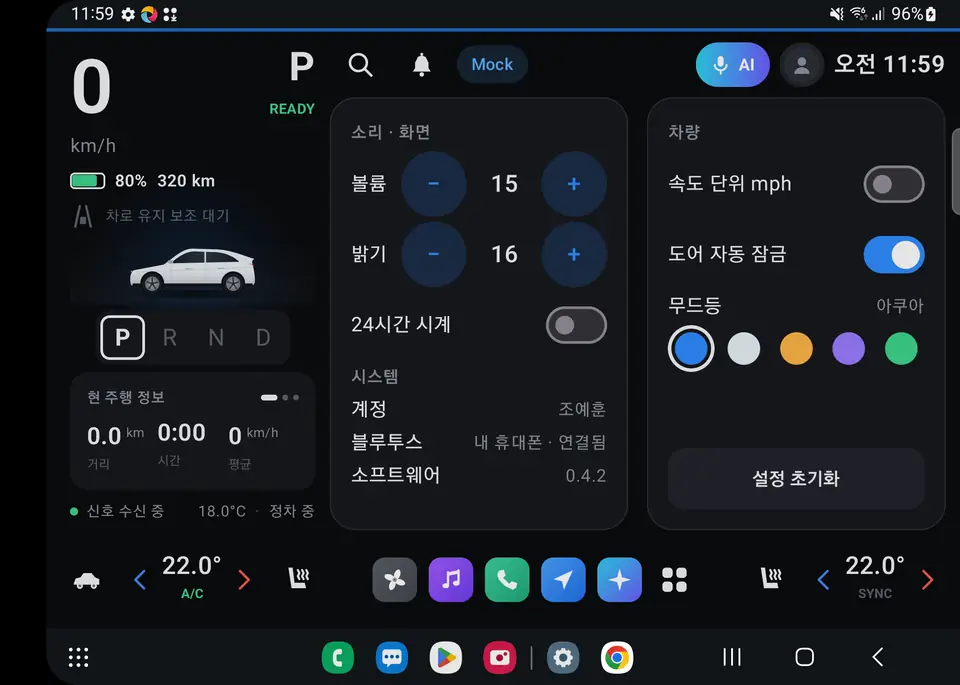 11:59
96%
0
P
READY
km/h
80% 320 km
차로 유지 보조 대기
P R N D
현 주행 정보
0.0 km 0:00 0 km/h
거리 시간 평균
신호 수신 중 18.0°C · 정차 중
Mock
AI
오전 11:59
소리 · 화면
볼륨 − 15 +
밝기 − 16 +
24시간 시계
시스템
계정 조예훈
블루투스 내 휴대폰 · 연결됨
소프트웨어 0.4.2
차량
속도 단위 mph
도어 자동 잠금
무드등 아쿠아
설정 초기화
22.0°
A/C
22.0°
SYNC